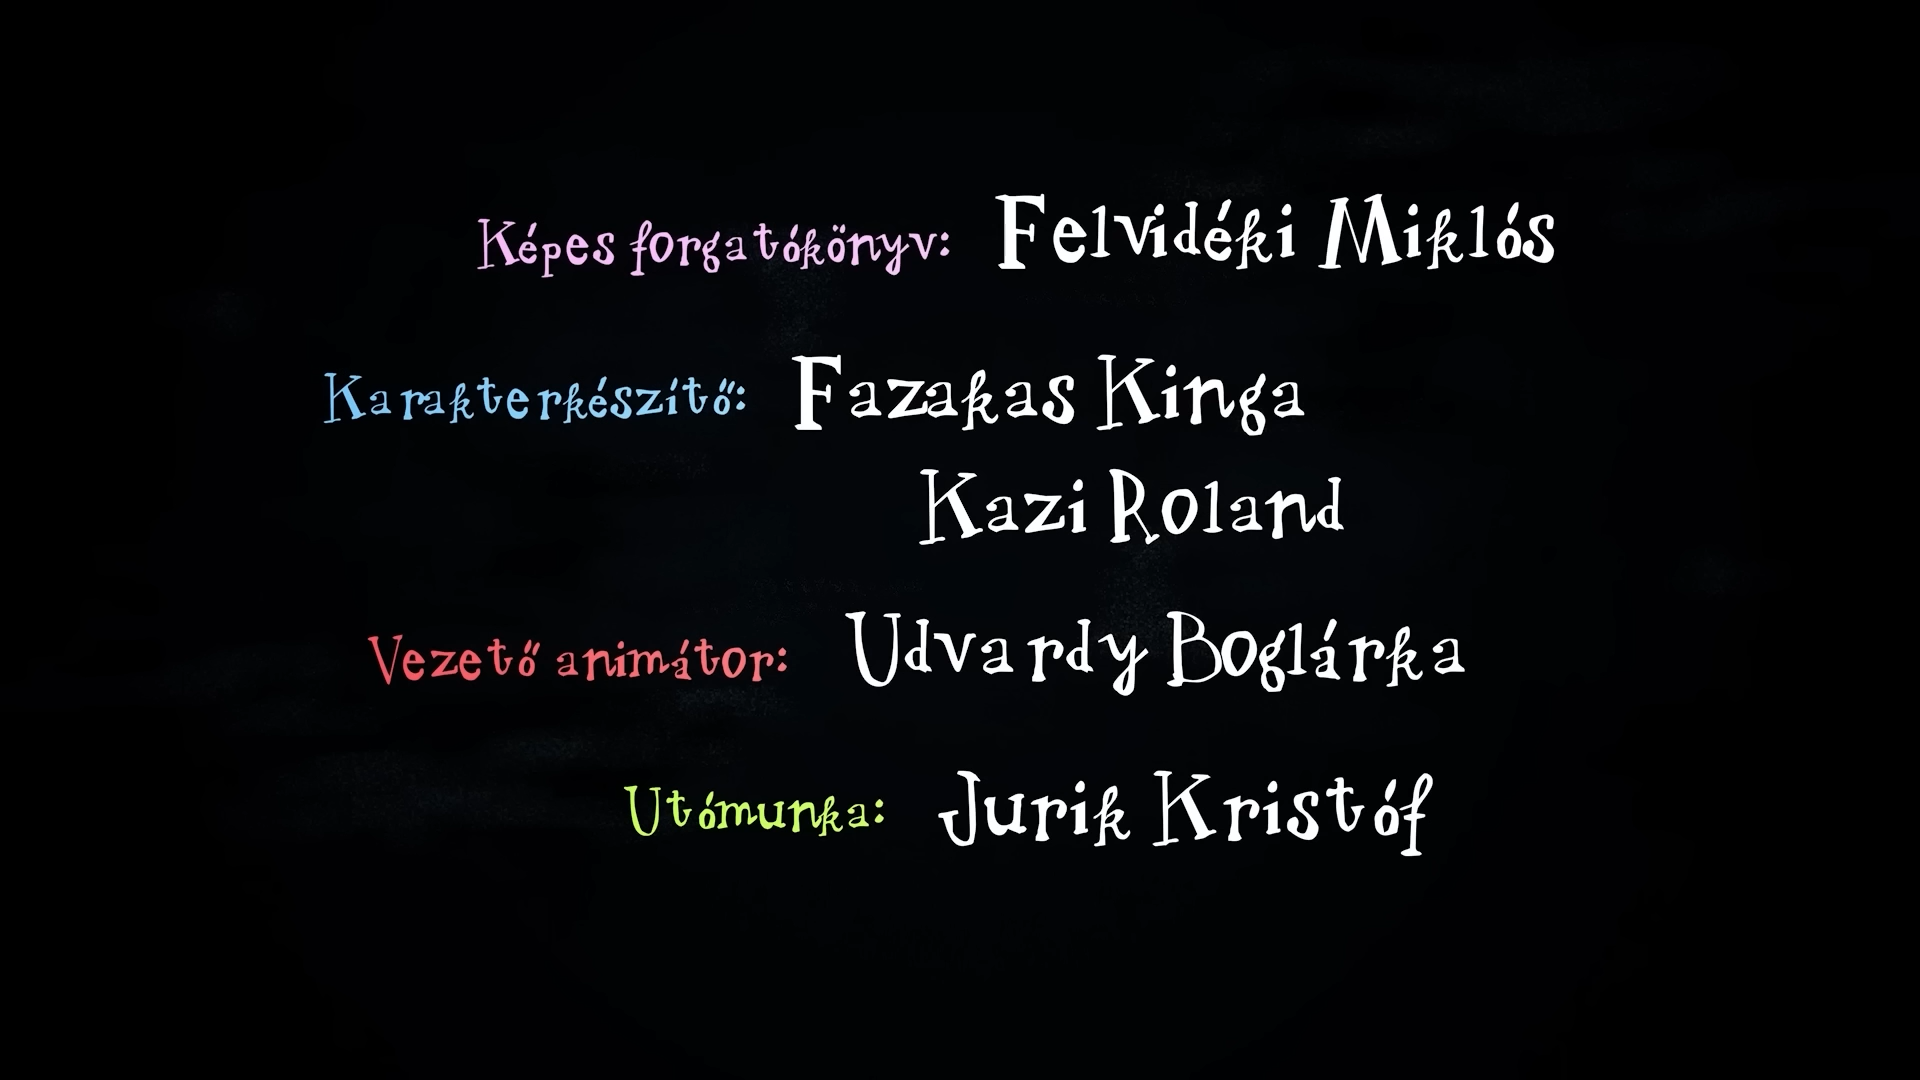 Képes forgatókönyv: Felvidéki Miklós
Karakterkészítő: Fazakas Kinga
Kazi Roland
Vezető animátor: Udvardy Boglárka
Utómunka: Jurik Kristóf